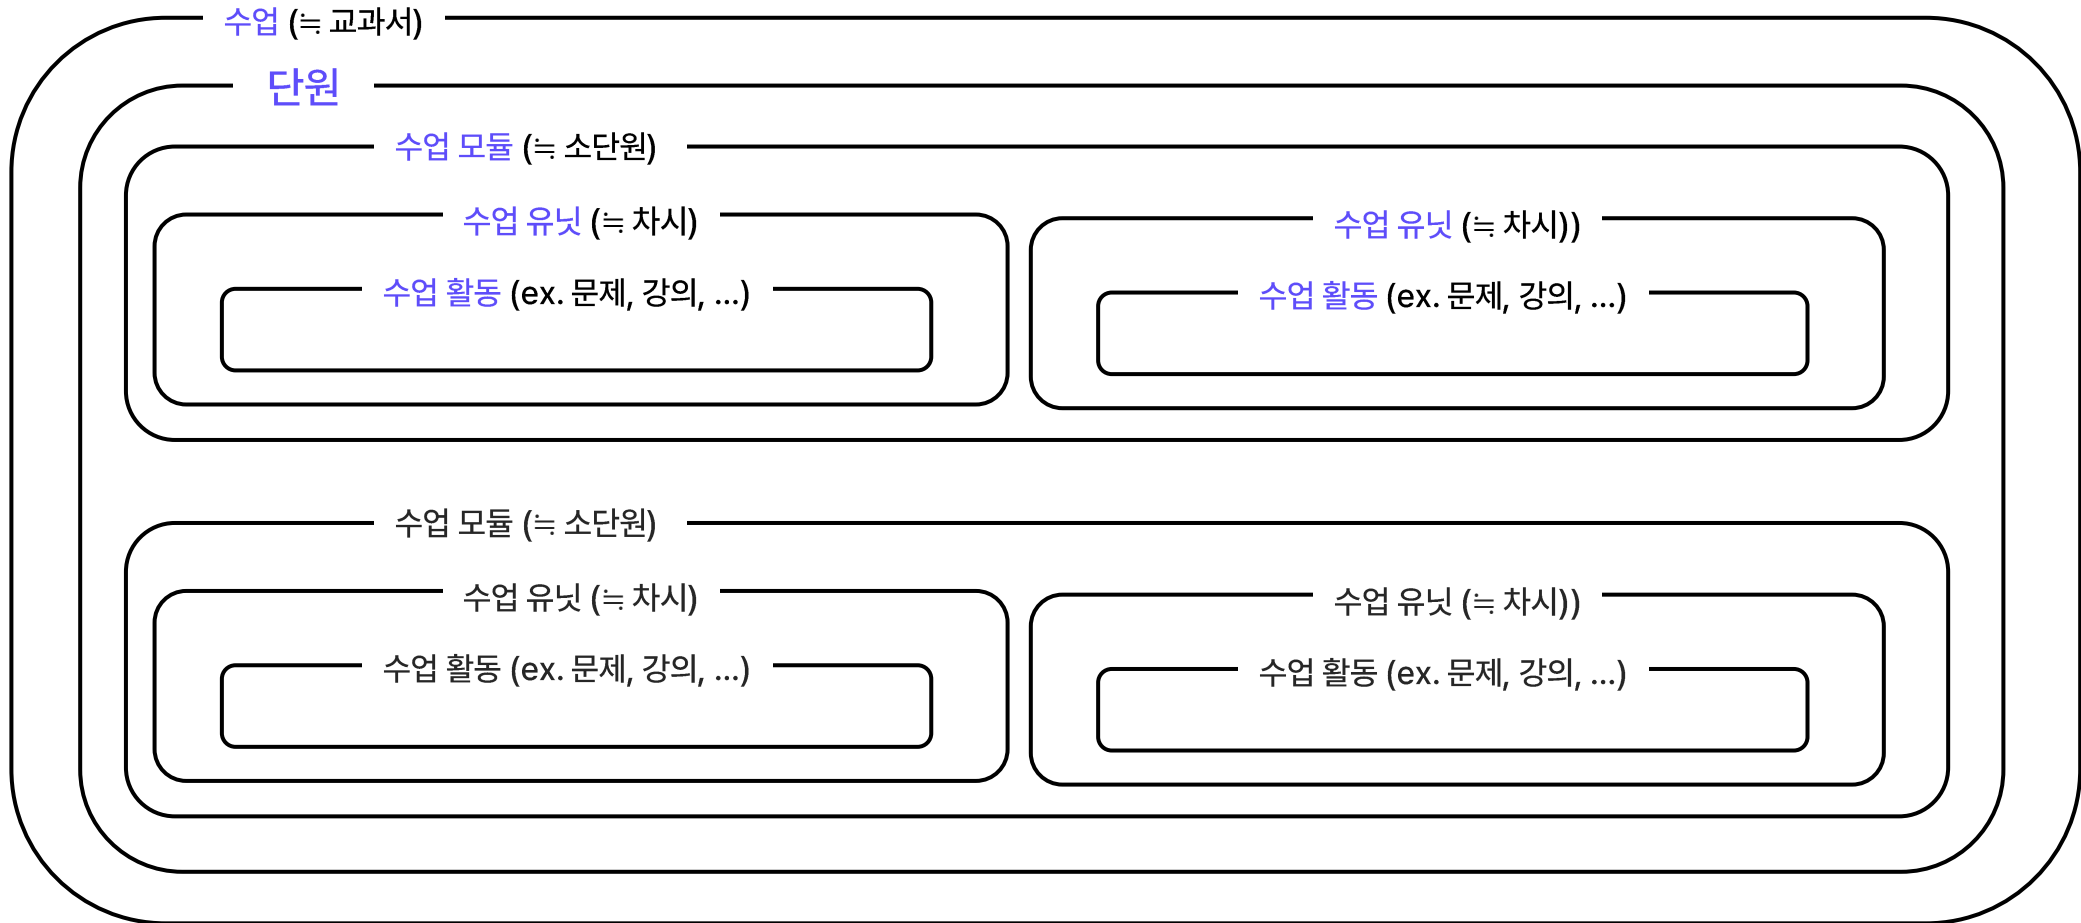 수업 (≒ 교과서)
단원
수업 모듈 (≒ 소단원)
수업 유닛 (≒ 차시)
수업 유닛 (≒ 차시))
수업 활동 (ex. 문제, 강의, ...)
수업 활동 (ex. 문제, 강의, ...)
수업 모듈 (≒ 소단원)
수업 유닛 (≒ 차시)
수업 유닛 (≒ 차시))
수업 활동 (ex. 문제, 강의, ...)
수업 활동 (ex. 문제, 강의, ...)